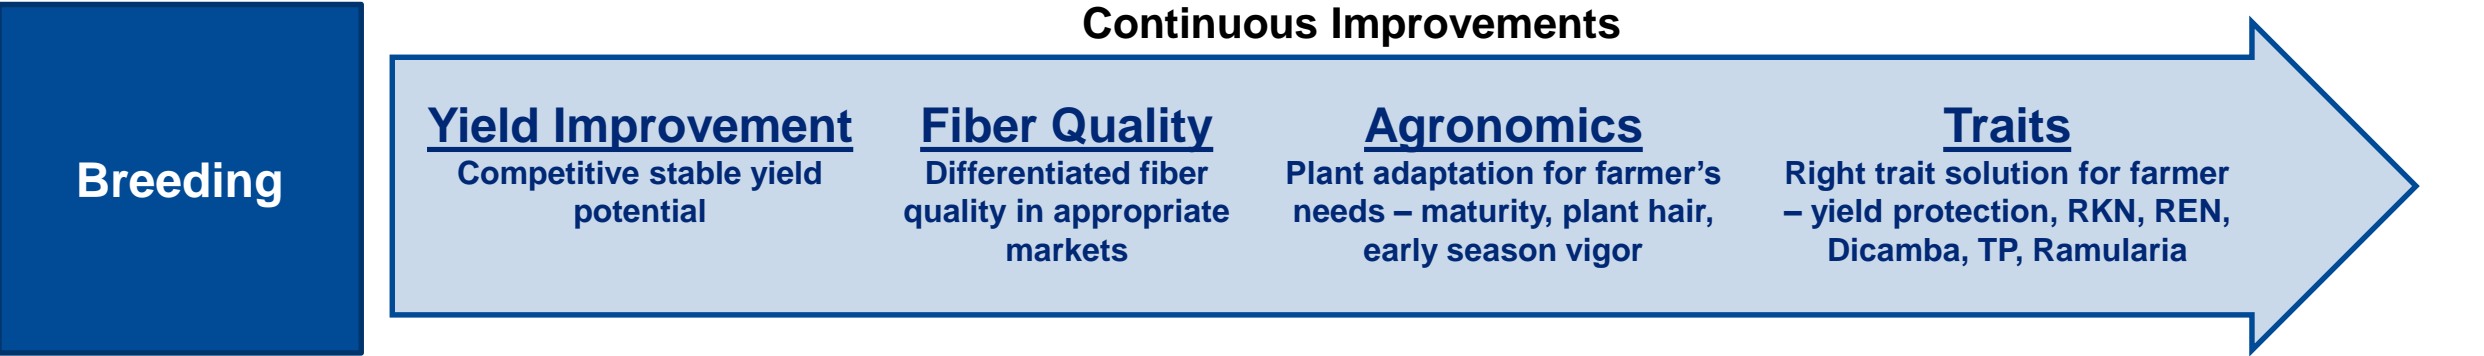 Continuous Improvements
Breeding
Yield Improvement
Competitive stable yield
potential
Fiber Quality
Differentiated fiber
quality in appropriate
markets
Agronomics
Plant adaptation for farmer’s
needs – maturity, plant hair,
early season vigor
Traits
Right trait solution for farmer
– yield protection, RKN, REN,
Dicamba, TP, Ramularia